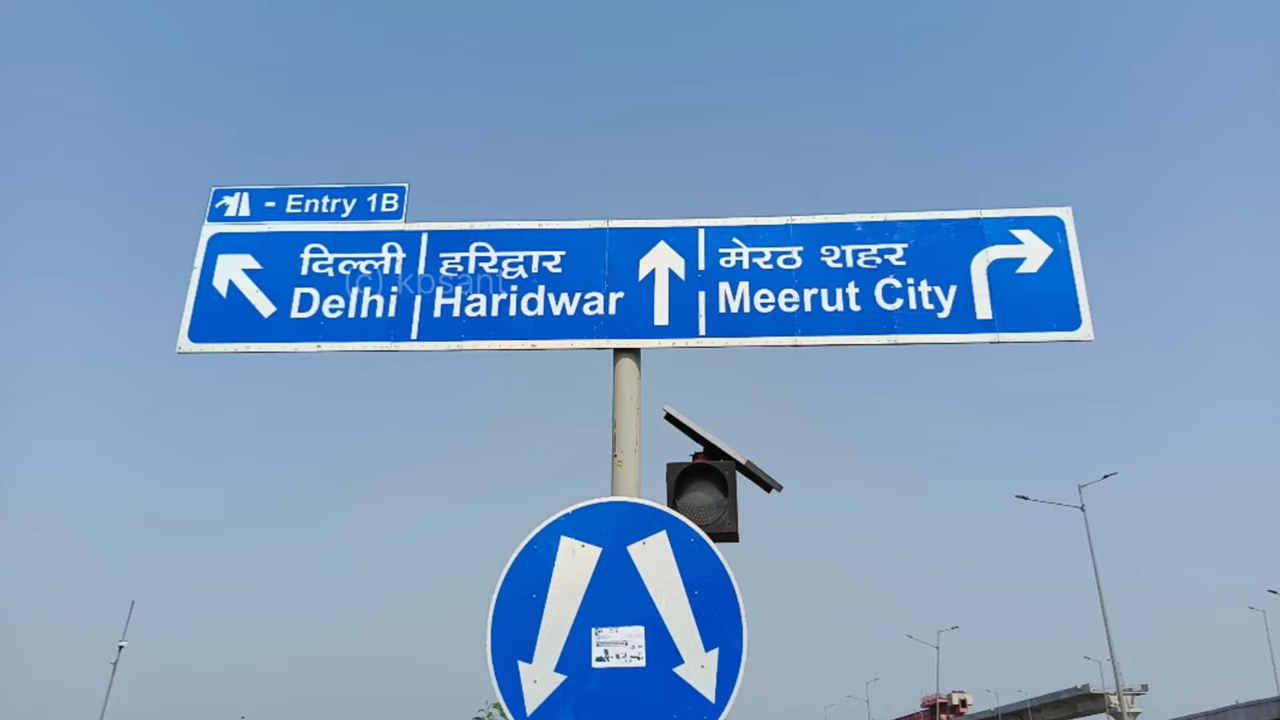 - Entry 1B
दिल्ली
Delhi
हरिद्वार
Haridwar
मेरठ शहर
Meerut City
(c) kpsant